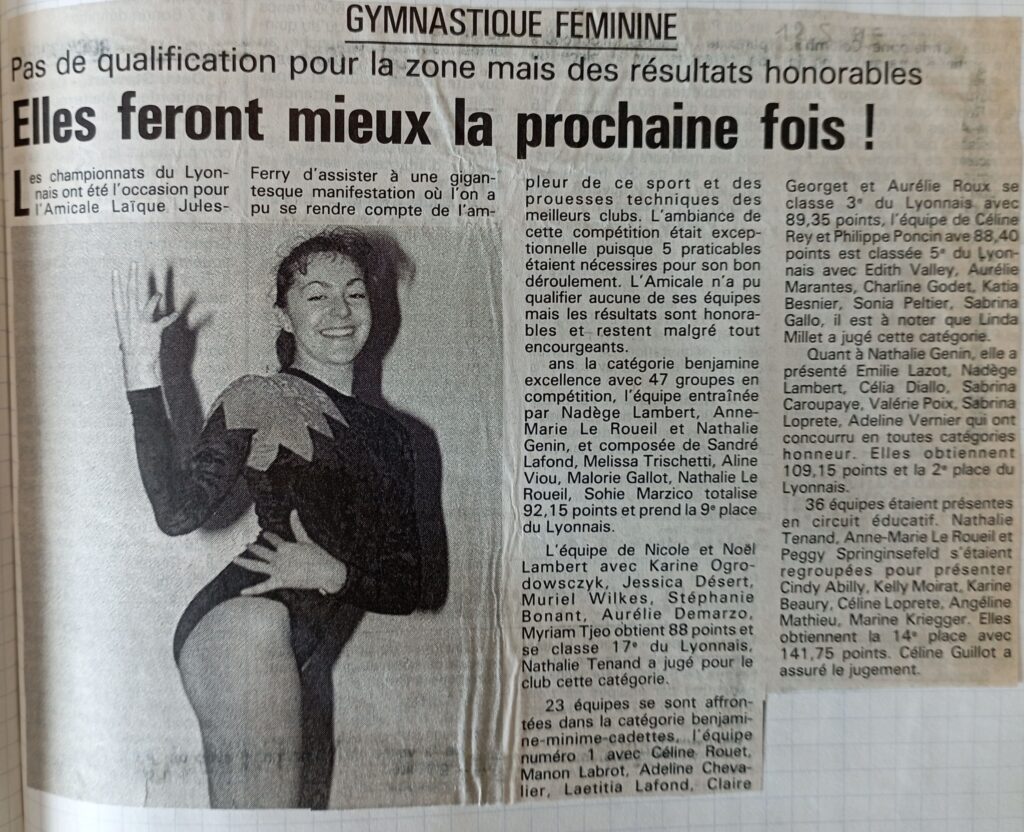 GYMNASTIQUE FÉMININE
Pas de qualification pour la zone mais des résultats honorables
Elles feront mieux la prochaine fois !
Les championnats du Lyon-
nais ont été l'occasion pour
l'Amicale Laïque Jules-
Ferry d'assister à une gigan-
tesque manifestation où l'on a
pu se rendre compte de l'am-
pleur de ce sport et des
prouesses techniques des
meilleurs clubs. L'ambiance de
cette compétition était excep-
tionnelle puisque 5 praticables
étaient nécessires pour son bon
déroulement. L'Amicale n'a pu
qualifier aucune de ses équipes
mais les résultats sont honora-
bles et restent malgré tout
encourgeants.
ans la catégorie benjamine
excellence avec 47 groupes en
compétition, l'équipe entraînée
par Nadège Lambert, Anne-
Marie Le Roueil et Nathalie
Genin, et composée de Sandré
Lafond, Melissa Trischetti, Aline
Viou, Malorie Gallot, Nathalie Le
Roueil, Sohie Marzico totalise
92,15 points et prend la 9e place
du Lyonnais.
L'équipe de Nicole et Noël
Lambert avec Karine Ogro-
dowsczyk, Jessica Désert,
Muriel Wilkes, Stéphanie
Bonant, Aurélie Demarzo,
Myriam Tjeo obtient 88 points et
se classe 17e du Lyonnais,
Nathalie Tenand a jugé pour le
club cette catégorie.
23 équipes se sont affron-
tées dans la catégorie benjami-
ne-minime-cadettes, l'équipe
numéro 1 avec Céline Rouet,
Manon Labrot, Adeline Cheva-
lier, Laetitia Lafond, Claire
Georget et Aurélie Roux se
classe 3e du Lyonnais avec
89,35 points, l'équipe de Céline
Rey et Philippe Poncin ave 88,40
points est classée 5e du Lyon-
nais avec Edith Valley, Aurélie
Marantes, Charline Godet, Katia
Besnier, Sonia Peltier, Sabrina
Gallo, il est à noter que Linda
Millet a jugé cette catégorie.
Quant à Nathalie Genin, elle a
présenté Emilie Lazot, Nadège
Lambert, Célia Diallo, Sabrina
Caroupaye, Valérie Poix, Sabrina
Loprete, Adeline Vernier qui ont
concourru en toutes catégories
honneur. Elles obtiennent
109,15 points et la 2e place du
Lyonnais.
36 équipes étaient présentes
en circuit éducatif. Nathalie
Tenand, Anne-Marie Le Roueil et
Peggy Springinsefeld s'étaient
regroupées pour présenter
Cindy Abilly, Kelly Moirat, Karine
Beaury, Céline Loprete, Angéline
Mathieu, Marine Kriegger. Elles
obtiennent la 14e place avec
141,75 points. Céline Guillot a
assuré le jugement.